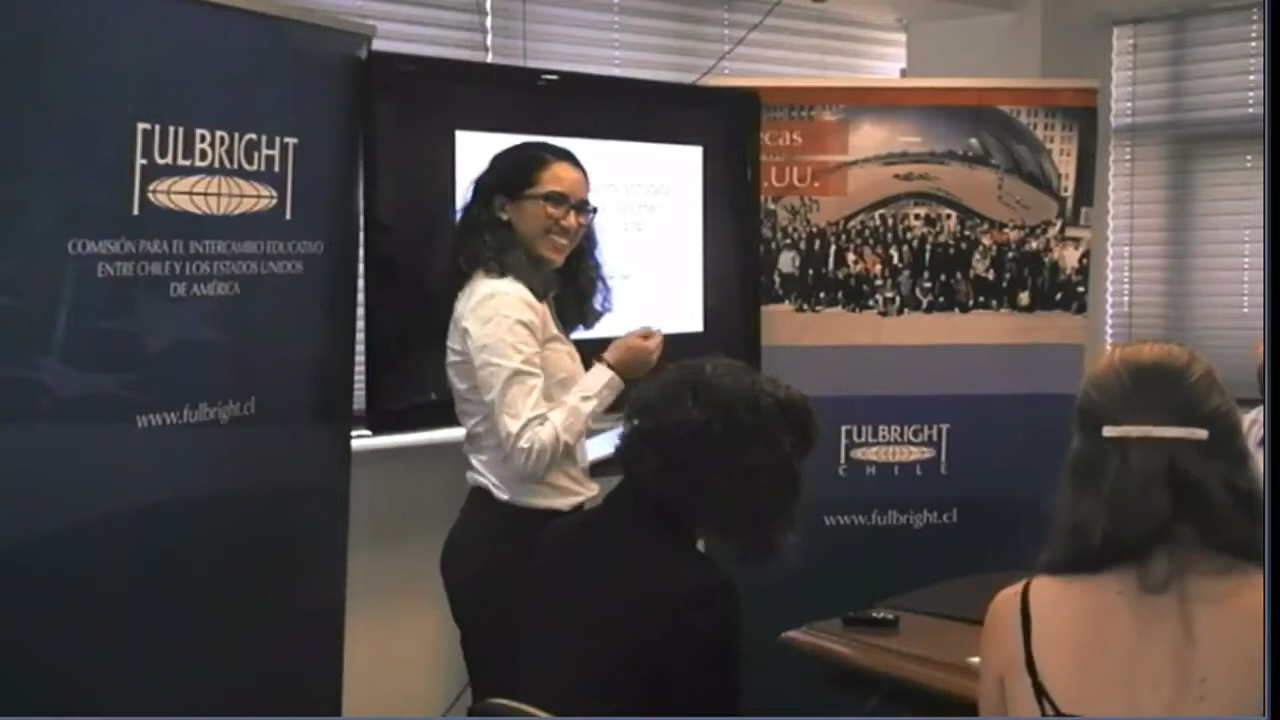 FULBRIGHT
COMISIÓN PARA EL INTERCAMBIO EDUCATIVO
ENTRE CHILE Y LOS ESTADOS UNIDOS
DE AMÉRICA
www.fulbright.cl
ecas
.UU.
FULBRIGHT
CHILE
www.fulbright.cl